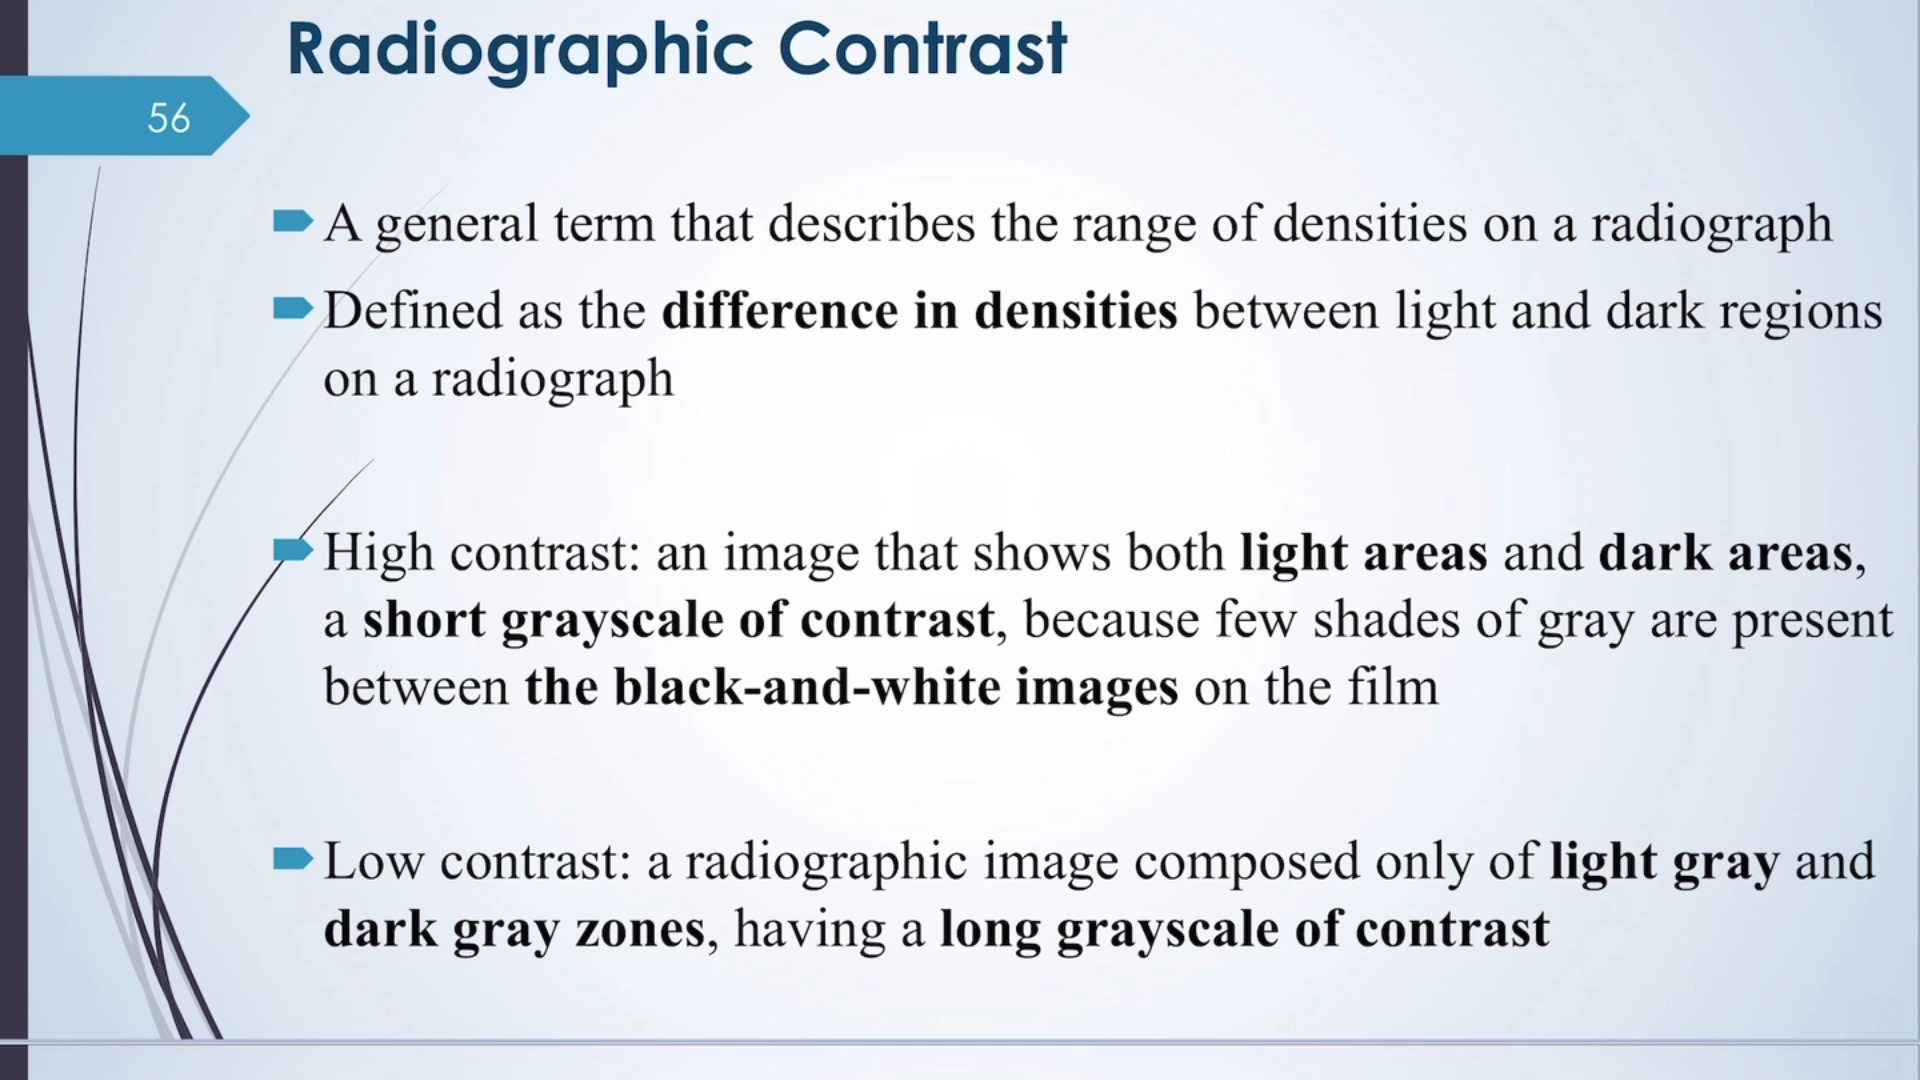 Radiographic Contrast
56
A general term that describes the range of densities on a radiograph
Defined as the difference in densities between light and dark regions
on a radiograph
High contrast: an image that shows both light areas and dark areas,
a short grayscale of contrast, because few shades of gray are present
between the black-and-white images on the film
Low contrast: a radiographic image composed only of light gray and
dark gray zones, having a long grayscale of contrast